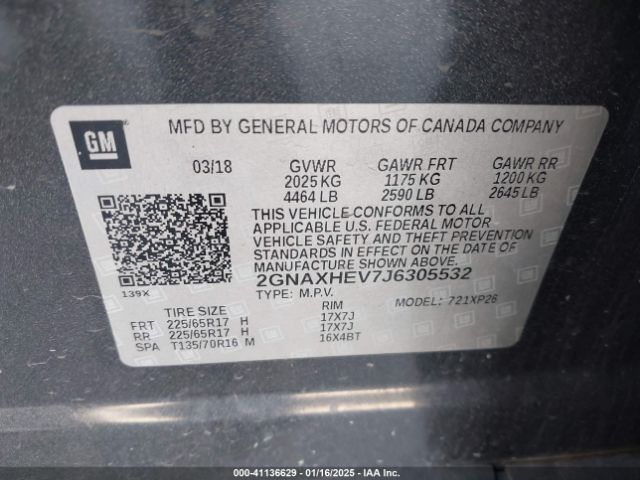 GM
MFD BY GENERAL MOTORS OF CANADA COMPANY
03/18 GVWR GAWR FRT GAWR RR
2025 KG 1175 KG 1200 KG
4464 LB 2590 LB 2645 LB
THIS VEHICLE CONFORMS TO ALL
APPLICABLE U.S. FEDERAL MOTOR
VEHICLE SAFETY AND THEFT PREVENTION
STANDARDS IN EFFECT ON THE DATE OF
MANUFACTURE SHOWN ABOVE.
2GNAXHEV7J6305532
139X TYPE: M.P.V. MODEL: 721XP26
TIRE SIZE RIM
FRT 225/65R17 H 17X7J
RR 225/65R17 H 17X7J
SPA T135/70R16 M 16X4BT
000-41136629 | 01/16/2025 | IAA Inc.